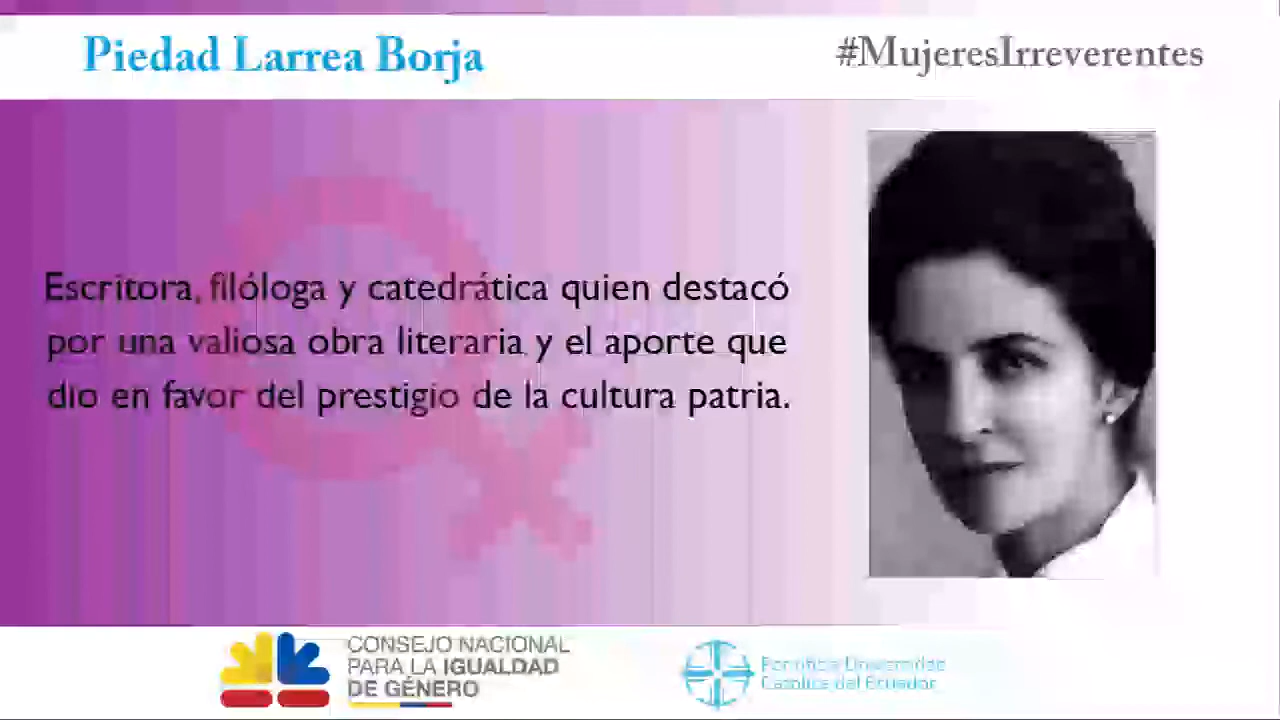 Piedad Larrea Borja
#MujeresIrreverentes
Escritora, filóloga y catedrática quien destacó
por una valiosa obra literaria y el aporte que
dio en favor del prestigio de la cultura patria.
CONSEJO NACIONAL
PARA LA IGUALDAD
DE GÉNERO
Pontificia Universidad
Católica del Ecuador